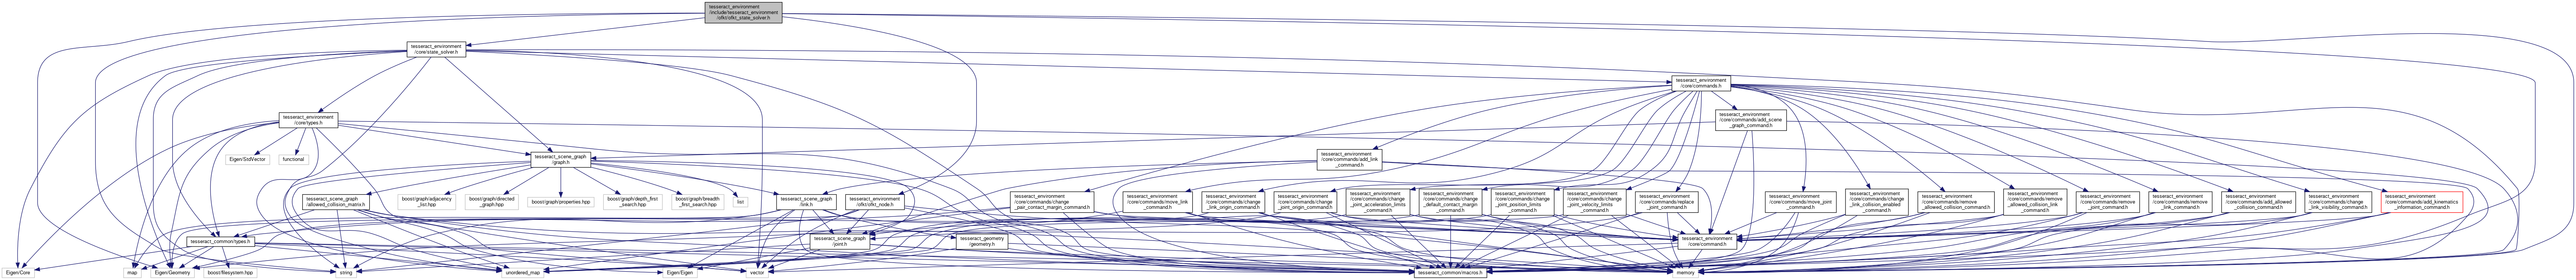 tesseract_environment
/include/tesseract_environment
/ofkt/ofkt_state_solver.h
tesseract_environment
/core/state_solver.h
tesseract_environment
/core/commands.h
tesseract_environment
/core/types.h
tesseract_environment
/core/commands/add_scene
_graph_command.h
Eigen/StdVector
functional
tesseract_scene_graph
/graph.h
tesseract_environment
/core/commands/add_link
_command.h
tesseract_scene_graph
/allowed_collision_matrix.h
boost/graph/adjacency
_list.hpp
boost/graph/directed
_graph.hpp
boost/graph/properties.hpp
boost/graph/depth_first
_search.hpp
boost/graph/breadth
_first_search.hpp
list
tesseract_scene_graph
/link.h
tesseract_environment
/ofkt/ofkt_node.h
tesseract_environment
/core/commands/change
_pair_contact_margin_command.h
tesseract_environment
/core/commands/move_link
_command.h
tesseract_environment
/core/commands/change
_link_origin_command.h
tesseract_environment
/core/commands/change
_joint_origin_command.h
tesseract_environment
/core/commands/change
_joint_acceleration_limits
_command.h
tesseract_environment
/core/commands/change
_default_contact_margin
_command.h
tesseract_environment
/core/commands/change
_joint_position_limits
_command.h
tesseract_environment
/core/commands/change
_joint_velocity_limits
_command.h
tesseract_environment
/core/commands/replace
_joint_command.h
tesseract_environment
/core/commands/move_joint
_command.h
tesseract_environment
/core/commands/change
_link_collision_enabled
_command.h
tesseract_environment
/core/commands/remove
_allowed_collision_command.h
tesseract_environment
/core/commands/remove
_allowed_collision_link
_command.h
tesseract_environment
/core/commands/remove
_joint_command.h
tesseract_environment
/core/commands/remove
_link_command.h
tesseract_environment
/core/commands/add_allowed
_collision_command.h
tesseract_environment
/core/commands/change
_link_visibility_command.h
tesseract_environment
/core/commands/add_kinematics
_information_command.h
tesseract_common/types.h
tesseract_scene_graph
/joint.h
tesseract_geometry
/geometry.h
tesseract_environment
/core/command.h
Eigen/Core
map
Eigen/Geometry
boost/filesystem.hpp
string
unordered_map
Eigen/Eigen
vector
tesseract_common/macros.h
memory